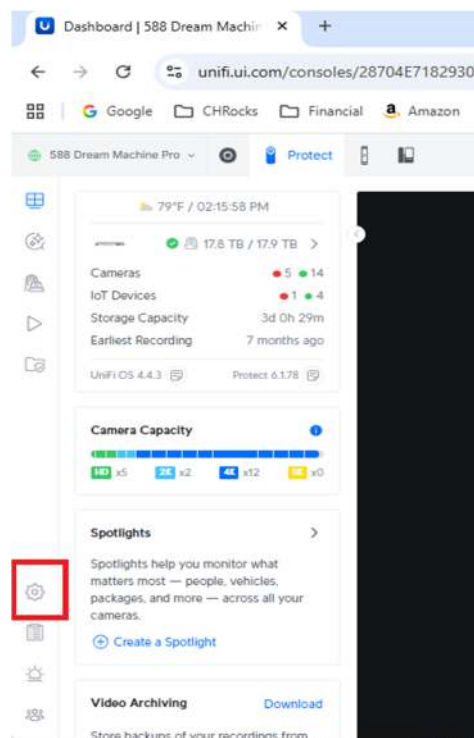 Dashboard | 588 Dream Machin
unifi.ui.com/consoles/28704E7182930
Google CHRocks Financial Amazon
588 Dream Machine Pro Protect
79°F / 02:15:58 PM
17.8 TB / 17.9 TB
Cameras 5 14
IoT Devices 1 4
Storage Capacity 3d 0h 29m
Earliest Recording 7 months ago
UniFi OS 4.4.3 Protect 6.1.78
Camera Capacity
HD x5 2K x2 4K x12 5K x0
Spotlights
Spotlights help you monitor what
matters most — people, vehicles,
packages, and more — across all your
cameras.
Create a Spotlight
Video Archiving Download
Store backups of your recordings from